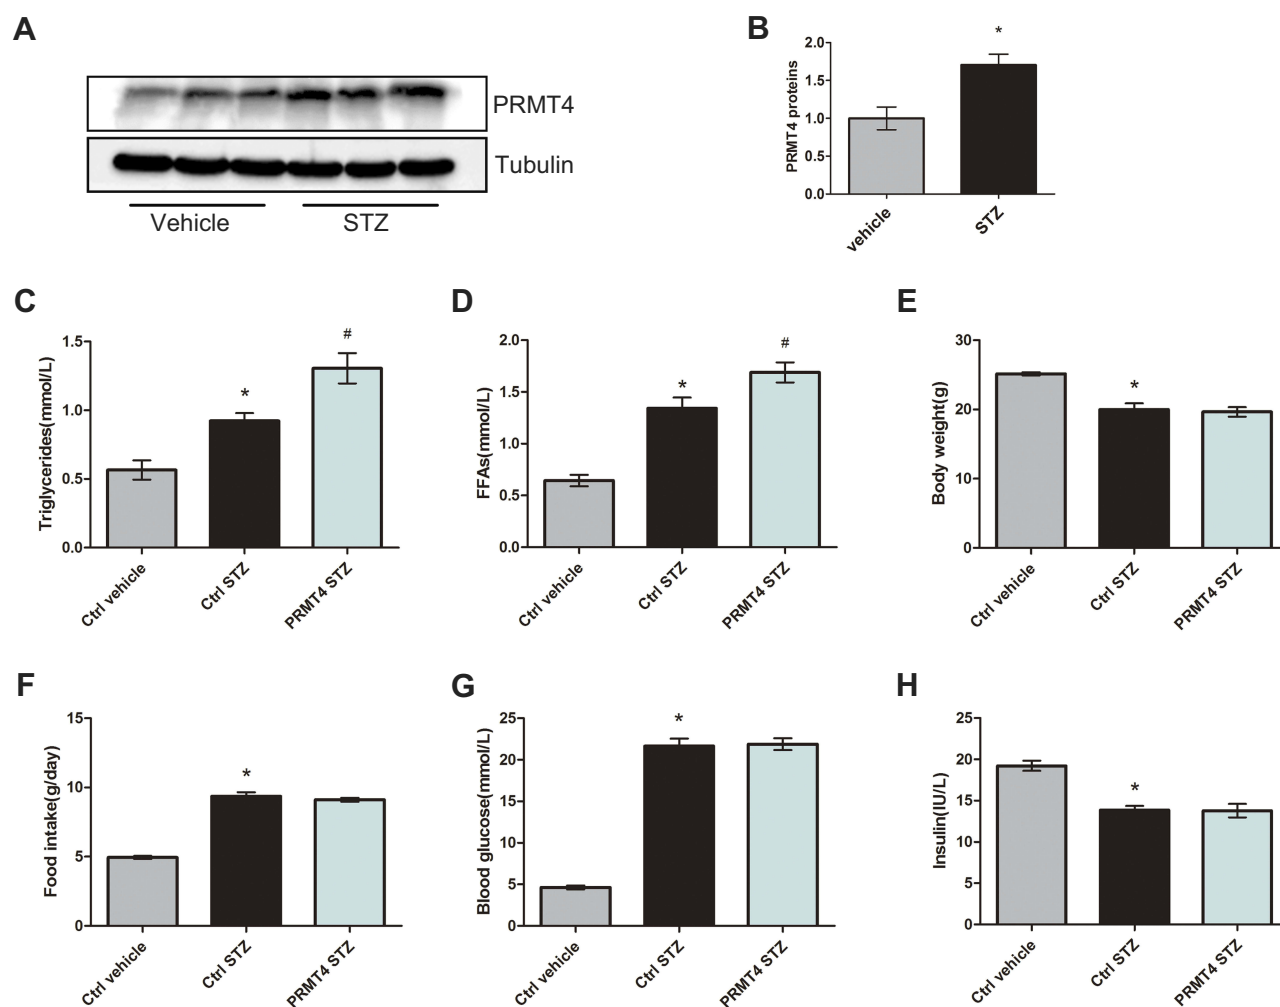 A
PRMT4
Tubulin
Vehicle STZ
B
*
PRMT4 proteins
2.0
1.5
1.0
0.5
0.0
vehicle
STZ
C
Triglycerides(mmol/L)
1.5
1.0
0.5
0.0
*
#
Ctrl vehicle
Ctrl STZ
PRMT4 STZ
D
FFAs(mmol/L)
2.0
1.5
1.0
0.5
0.0
*
#
Ctrl vehicle
Ctrl STZ
PRMT4 STZ
E
Body weight(g)
30
20
10
0
*
Ctrl vehicle
Ctrl STZ
PRMT4 STZ
F
Food intake(g/day)
15
10
5
0
*
Ctrl vehicle
Ctrl STZ
PRMT4 STZ
G
Blood glucose(mmol/L)
25
20
15
10
5
0
*
Ctrl vehicle
Ctrl STZ
PRMT4 STZ
H
Insulin(IU/L)
25
20
15
10
5
0
*
Ctrl vehicle
Ctrl STZ
PRMT4 STZ